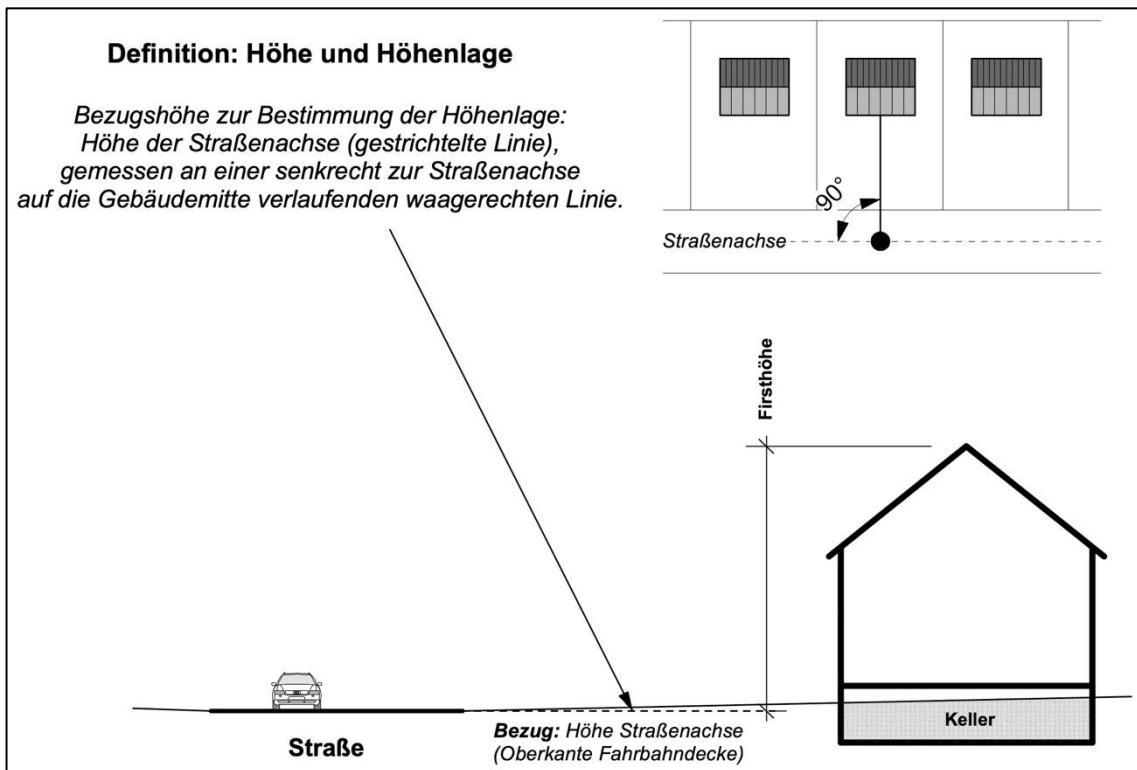 Definition: Höhe und Höhenlage
Bezugshöhe zur Bestimmung der Höhenlage:
Höhe der Straßenachse (gestrichtelte Linie),
gemessen an einer senkrecht zur Straßenachse
auf die Gebäudemitte verlaufenden waagerechten Linie.
90°
Straßenachse
Firsthöhe
Straße
Bezug: Höhe Straßenachse
(Oberkante Fahrbahndecke)
Keller